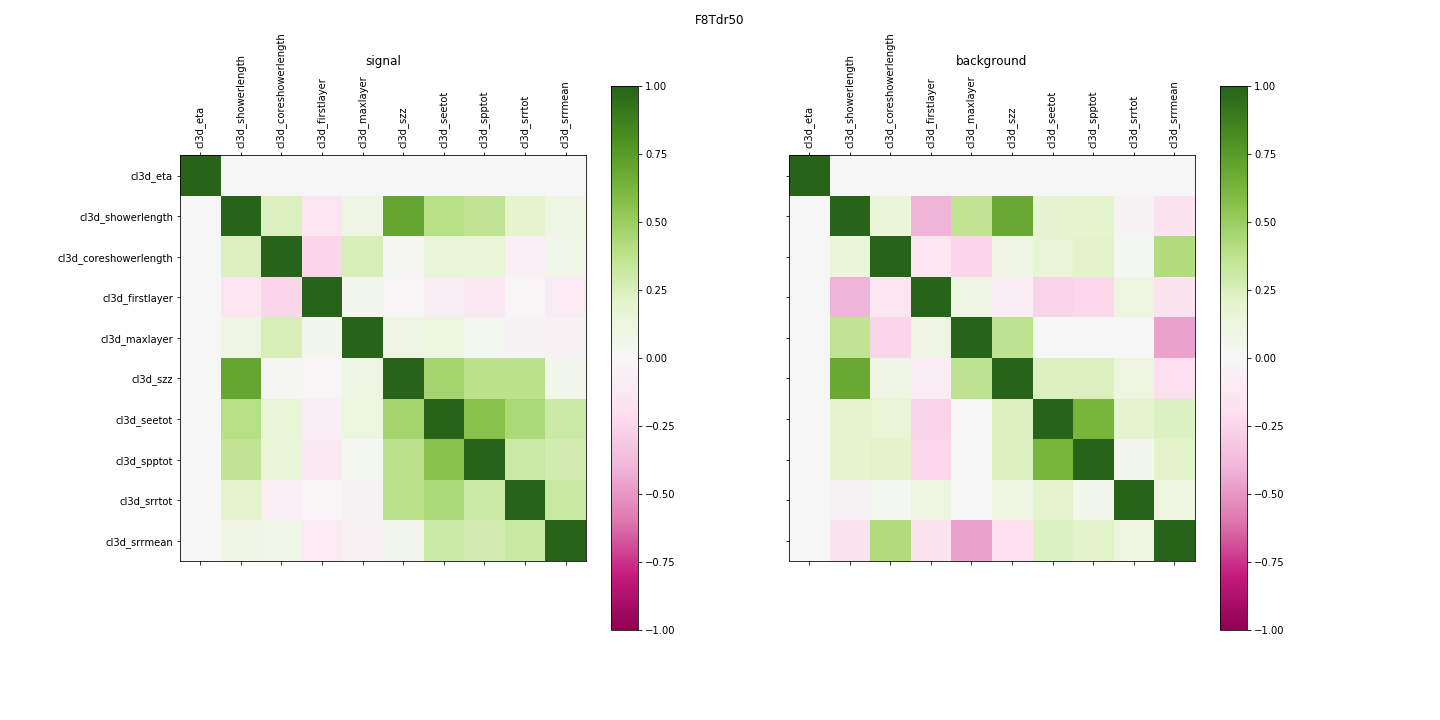 F8Tdr50
signal
cl3d_eta
cl3d_showerlength
cl3d_coreshowerlength
cl3d_firstlayer
cl3d_maxlayer
cl3d_szz
cl3d_seetot
cl3d_spptot
cl3d_srrtot
cl3d_srrmean
cl3d_eta
cl3d_showerlength
cl3d_coreshowerlength
cl3d_firstlayer
cl3d_maxlayer
cl3d_szz
cl3d_seetot
cl3d_spptot
cl3d_srrtot
cl3d_srrmean
1.00
0.75
0.50
0.25
0.00
−0.25
−0.50
−0.75
−1.00
background
cl3d_eta
cl3d_showerlength
cl3d_coreshowerlength
cl3d_firstlayer
cl3d_maxlayer
cl3d_szz
cl3d_seetot
cl3d_spptot
cl3d_srrtot
cl3d_srrmean
1.00
0.75
0.50
0.25
0.00
−0.25
−0.50
−0.75
−1.00